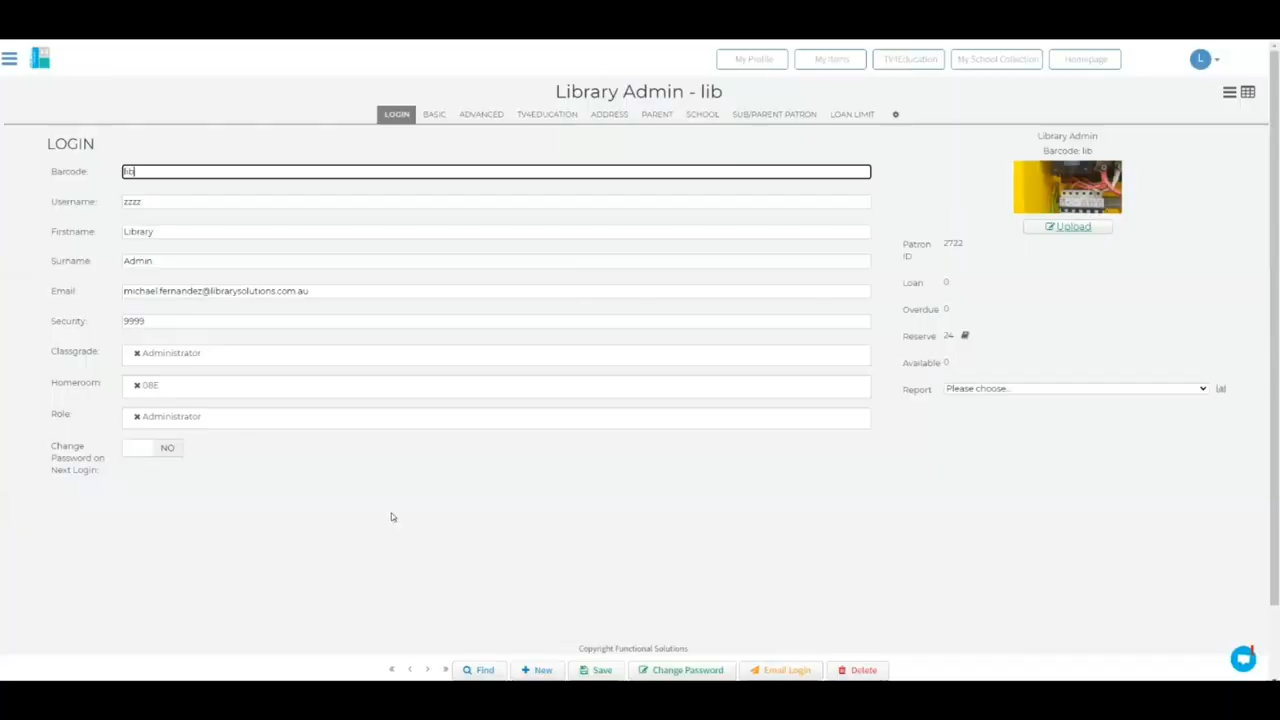 My Profile
My Items
TV4Education
My School Collection
Homepage
L
Library Admin - lib
LOGIN
BASIC
ADVANCED
TV4EDUCATION
ADDRESS
PARENT
SCHOOL
SUB/PARENT PATRON
LOAN LIMIT
LOGIN
Barcode:
lib
Username:
zzzz
Firstname:
Library
Surname:
Admin
Email:
michael.fernandez@librarysolutions.com.au
Security:
9999
Classgrade:
Administrator
Homeroom:
08E
Role:
Administrator
Change
Password on
Next Login:
NO
Library Admin
Barcode: lib
Upload
Patron
ID
2722
Loan
0
Overdue
0
Reserve
24
Available
0
Report
Please choose...
Copyright Functional Solutions
Find
New
Save
Change Password
Email Login
Delete